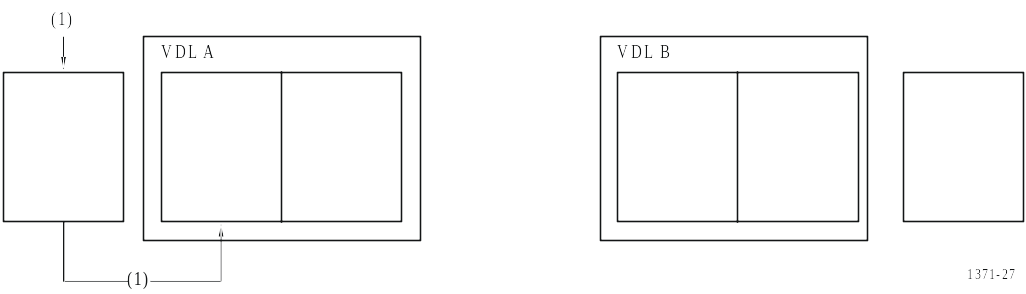 (1)
VDL A
VDL B
(1)
1371-27